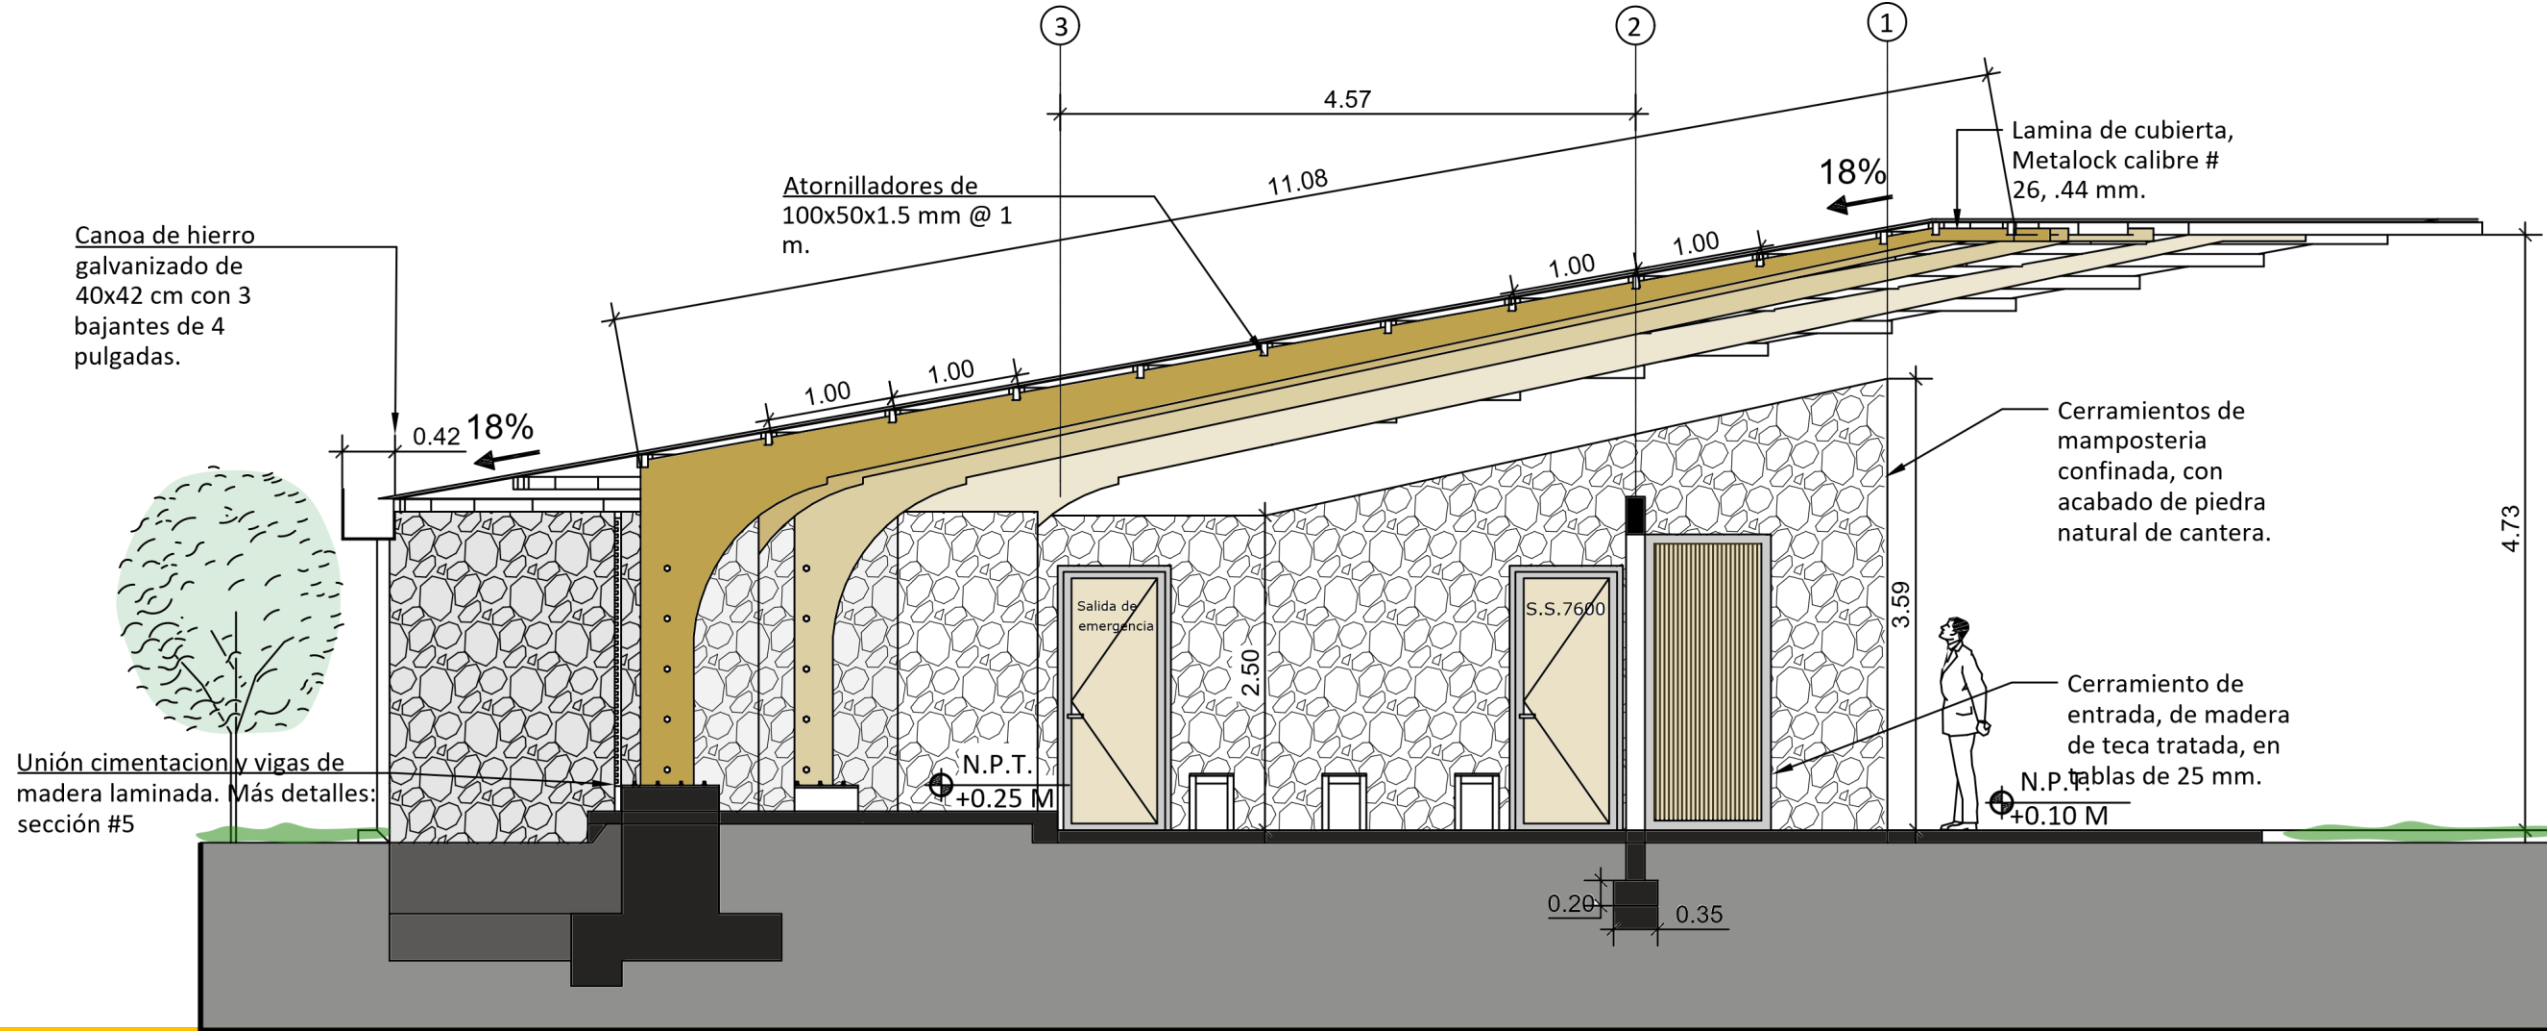 3
2
1
4.57
Lamina de cubierta,
Metalock calibre #
26, .44 mm.
18%
11.08
Atornilladores de
100x50x1.5 mm @ 1
m.
Canoa de hierro
galvanizado de
40x42 cm con 3
bajantes de 4
pulgadas.
1.00
1.00
1.00
1.00
0.42
18%
Cerramientos de
mamposteria
confinada, con
acabado de piedra
natural de cantera.
4.73
3.59
2.50
Salida de
emergencia
S.S.7600
Cerramiento de
entrada, de madera
de teca tratada, en
tablas de 25 mm.
Unión cimentacion y vigas de
madera laminada. Más detalles:
sección #5
N.P.T.
+0.25 M
N.P.T.
+0.10 M
0.20
0.35